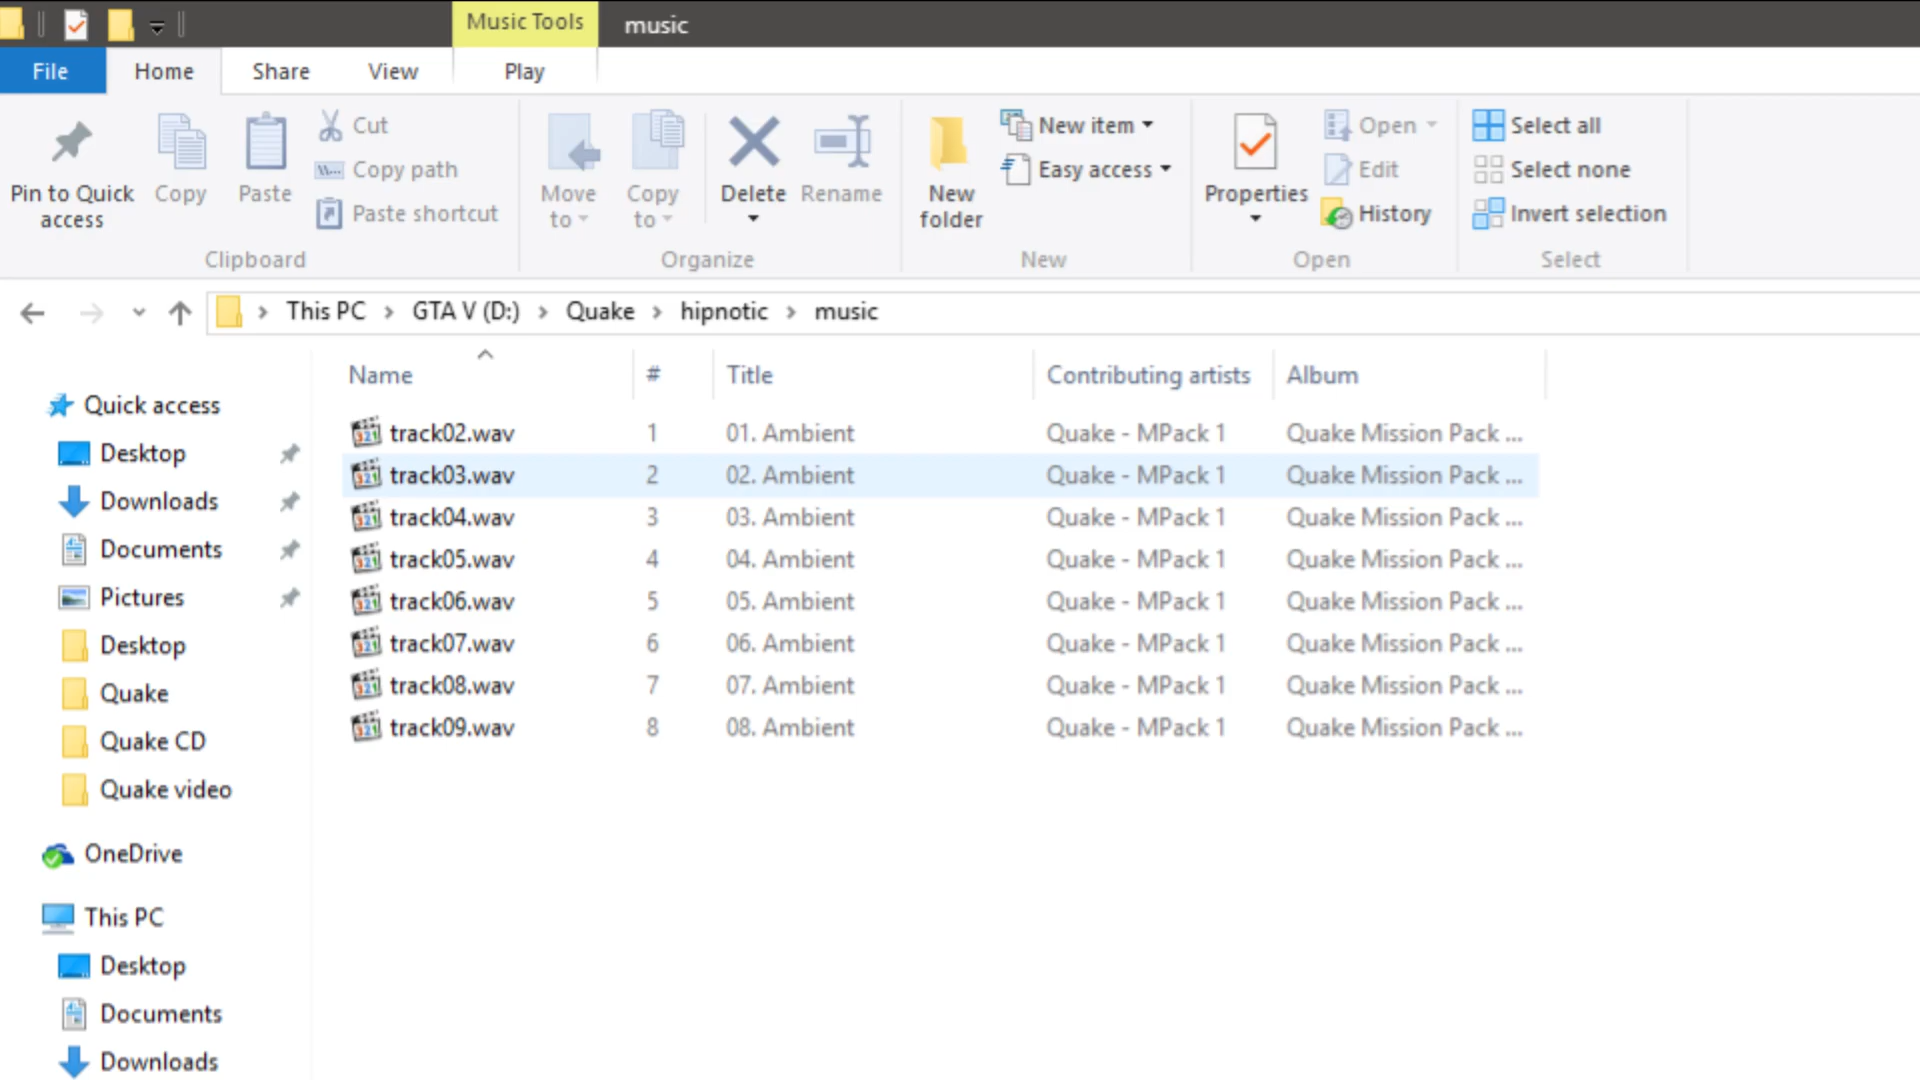 Music Tools music
File Home Share View Play
Pin to Quick access
Copy
Paste
Cut
Copy path
Paste shortcut
Clipboard
Move to
Copy to
Delete
Rename
Organize
New folder
New item
Easy access
New
Properties
Open
Edit
History
Open
Select all
Select none
Invert selection
Select
This PC > GTA V (D:) > Quake > hipnotic > music
Quick access
Desktop
Downloads
Documents
Pictures
Desktop
Quake
Quake CD
Quake video
OneDrive
This PC
Desktop
Documents
Downloads
Name # Title Contributing artists Album
track02.wav 1 01. Ambient Quake - MPack 1 Quake Mission Pack ...
track03.wav 2 02. Ambient Quake - MPack 1 Quake Mission Pack ...
track04.wav 3 03. Ambient Quake - MPack 1 Quake Mission Pack ...
track05.wav 4 04. Ambient Quake - MPack 1 Quake Mission Pack ...
track06.wav 5 05. Ambient Quake - MPack 1 Quake Mission Pack ...
track07.wav 6 06. Ambient Quake - MPack 1 Quake Mission Pack ...
track08.wav 7 07. Ambient Quake - MPack 1 Quake Mission Pack ...
track09.wav 8 08. Ambient Quake - MPack 1 Quake Mission Pack ...